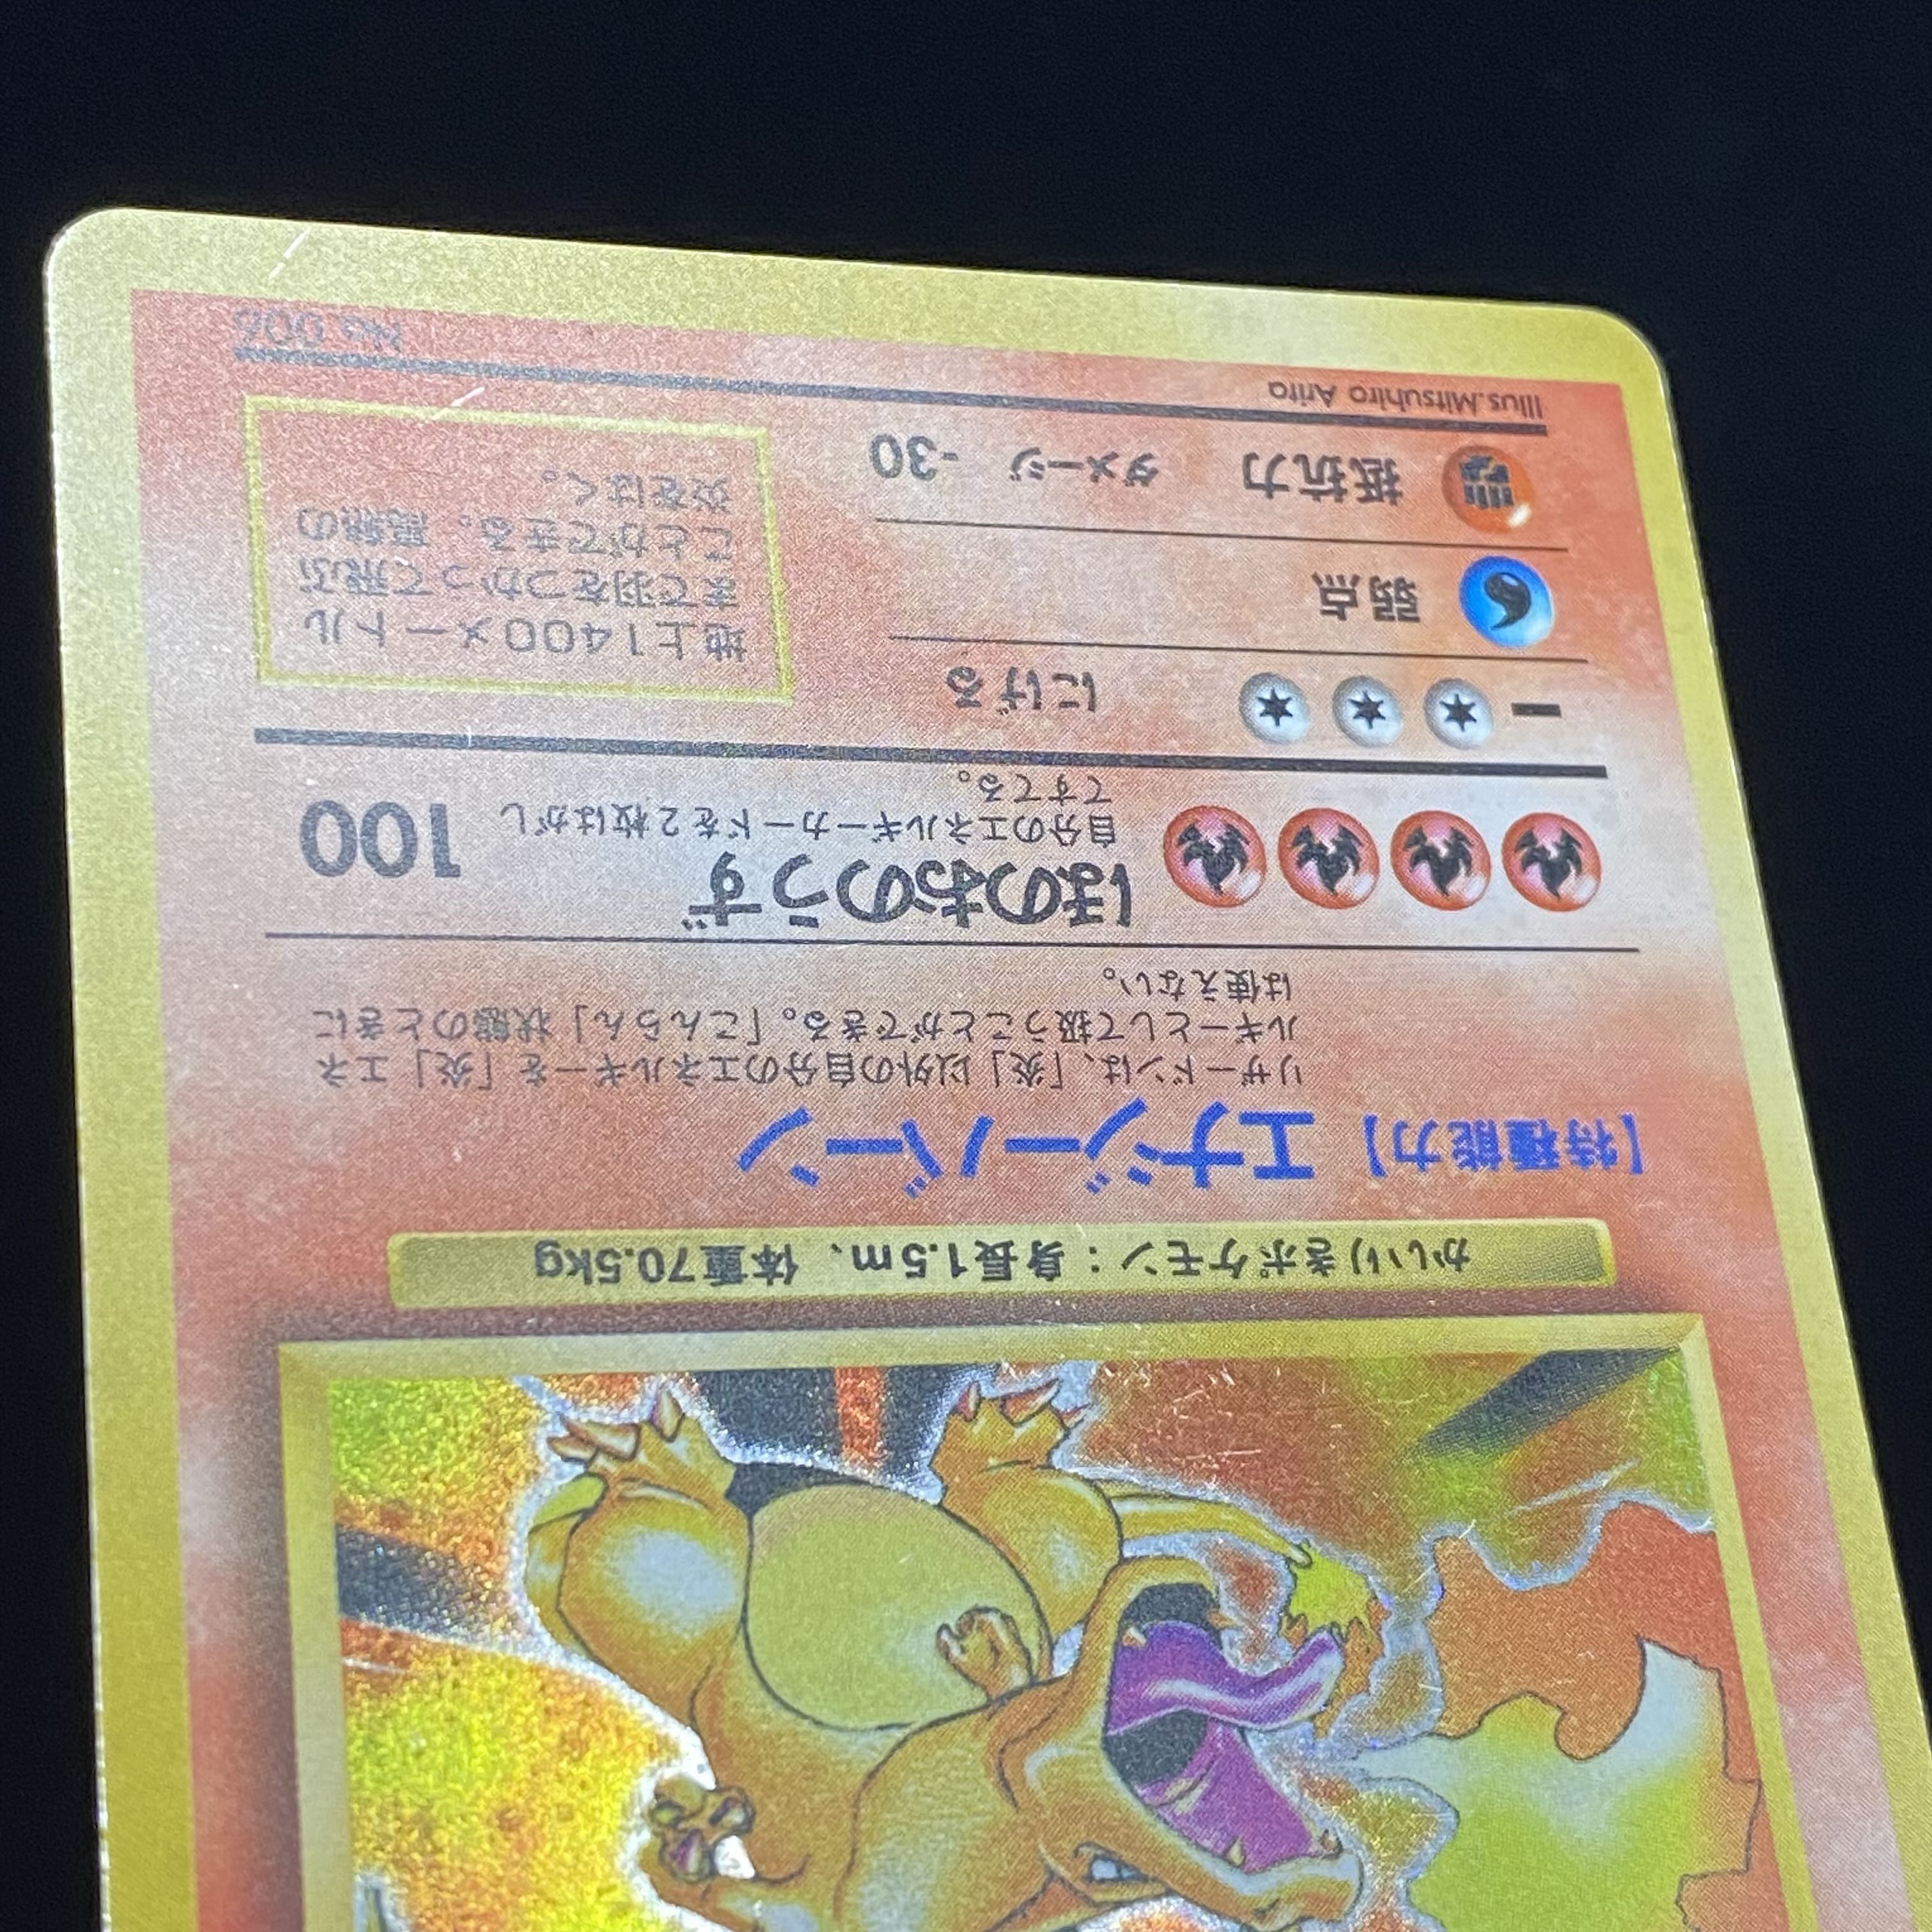 かいりきポケモン：身長1.5m、体重70.5kg
【特種能力】 エナジーバーン
リザードンは、「炎」以外の自分のエネルギーを「炎」エネ
ルギーとして扱うことができる。「こんらん」状態のときに
は使えない。
ほのおのうず 100
自分のエネルギーカードを2枚はがし
てすてる。
ー にげる
弱点
抵抗力 ダメージ -30
地上1400メートル
まで羽をつかって飛ぶ
ことができる。高熱の
炎をはく。
Illus.Mitsuhiro Arita
No.006